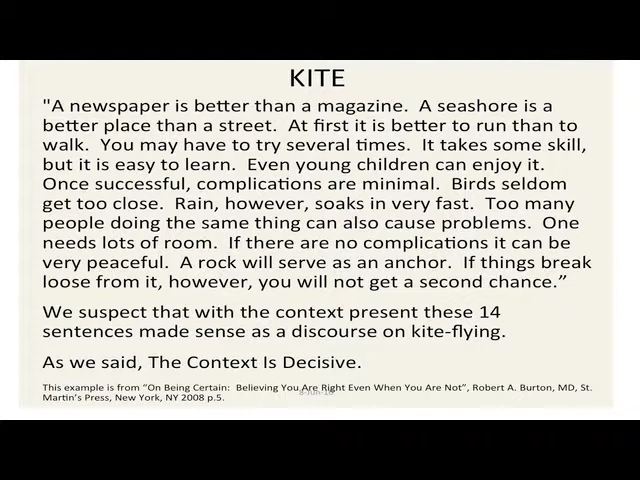 KITE
"A newspaper is better than a magazine.  A seashore is a
better place than a street.  At first it is better to run than to
walk.  You may have to try several times.  It takes some skill,
but it is easy to learn.  Even young children can enjoy it.
Once successful, complications are minimal.  Birds seldom
get too close.  Rain, however, soaks in very fast.  Too many
people doing the same thing can also cause problems.  One
needs lots of room.  If there are no complications it can be
very peaceful.  A rock will serve as an anchor.  If things break
loose from it, however, you will not get a second chance.”
We suspect that with the context present these 14
sentences made sense as a discourse on kite-flying.
As we said, The Context Is Decisive.
This example is from “On Being Certain:  Believing You Are Right Even When You Are Not”, Robert A. Burton, MD, St.
Martin’s Press, New York, NY 2008 p.5.